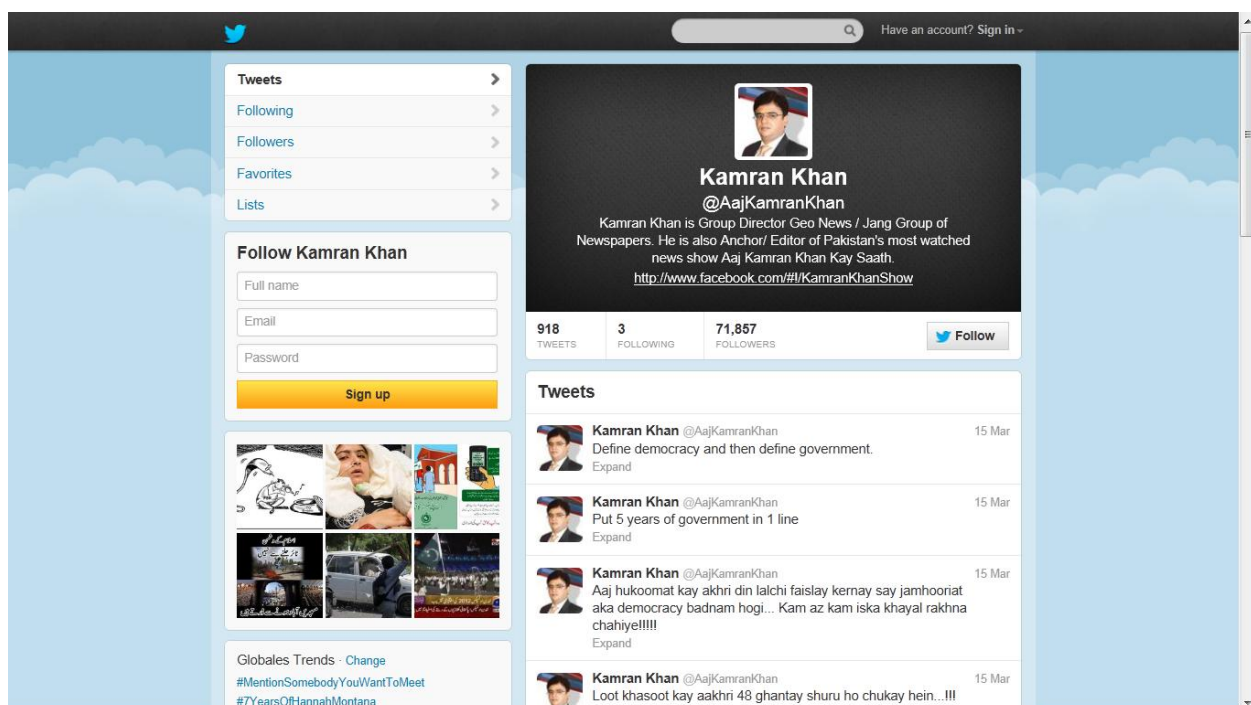 Have an account? Sign in
Tweets
Following
Followers
Favorites
Lists
Follow Kamran Khan
Full name
Email
Password
Sign up
Globales Trends · Change
#MentionSomebodyYouWantToMeet
#7YearsOfHannahMontana
Kamran Khan
@AajKamranKhan
Kamran Khan is Group Director Geo News / Jang Group of
Newspapers. He is also Anchor/ Editor of Pakistan's most watched
news show Aaj Kamran Khan Kay Saath.
http://www.facebook.com/#!/KamranKhanShow
918 TWEETS
3 FOLLOWING
71,857 FOLLOWERS
Follow
Tweets
Kamran Khan @AajKamranKhan 15 Mar
Define democracy and then define government.
Expand
Kamran Khan @AajKamranKhan 15 Mar
Put 5 years of government in 1 line
Expand
Kamran Khan @AajKamranKhan 15 Mar
Aaj hukoomat kay akhri din lalchi faislay kernay say jamhooriat
aka democracy badnam hogi... Kam az kam iska khayal rakhna
chahiye!!!!!
Expand
Kamran Khan @AajKamranKhan 15 Mar
Loot khasoot kay aakhri 48 ghantay shuru ho chukay hein...!!!